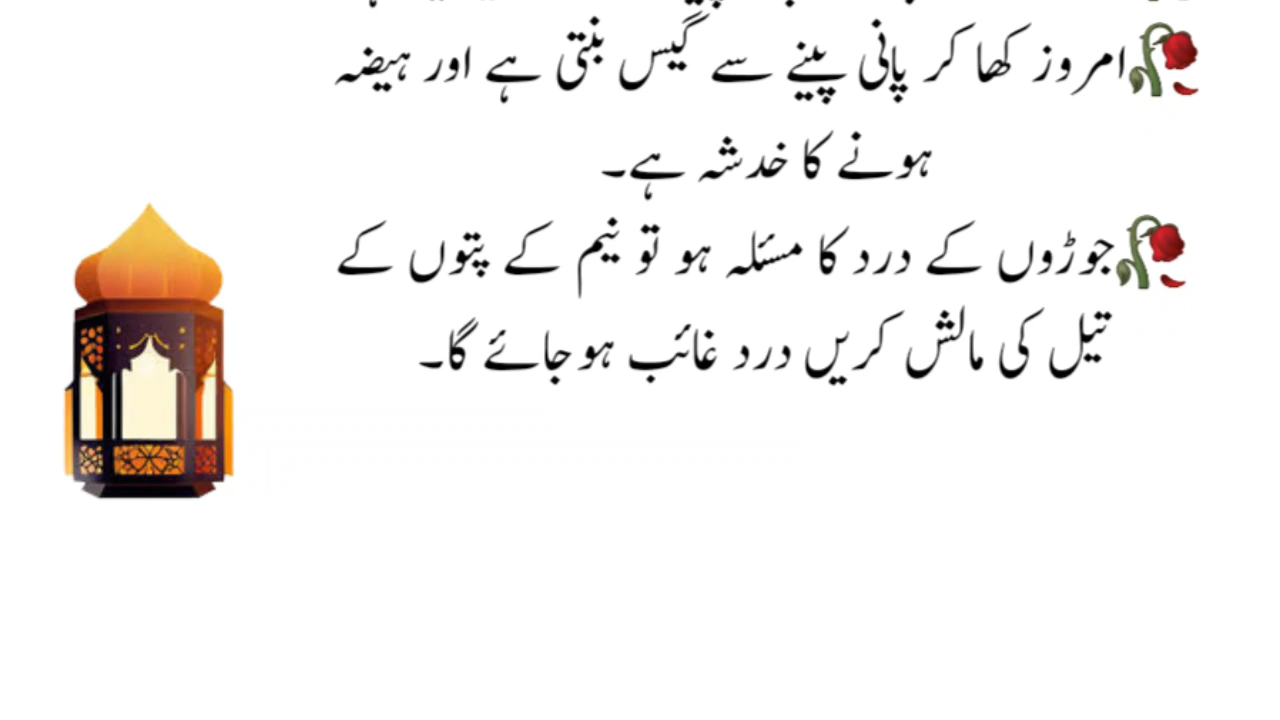 امروز کھا کر پانی پینے سے گیس بنتی ہے اور ہیضہ
ہونے کا خدشہ ہے۔
جوڑوں کے درد کا مسئلہ ہو تو نیم کے پتوں کے
تیل کی مالش کریں درد غائب ہو جائے گا۔